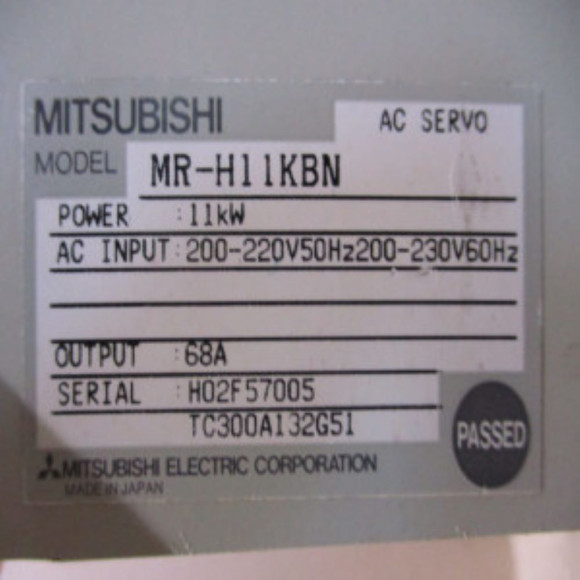 MITSUBISHI
AC SERVO
MODEL MR-H11KBN
POWER : 11kW
AC INPUT : 200-220V50Hz200-230V60Hz
OUTPUT : 68A
SERIAL : H02F57005
TC300A132G51
PASSED
MITSUBISHI ELECTRIC CORPORATION
MADE IN JAPAN